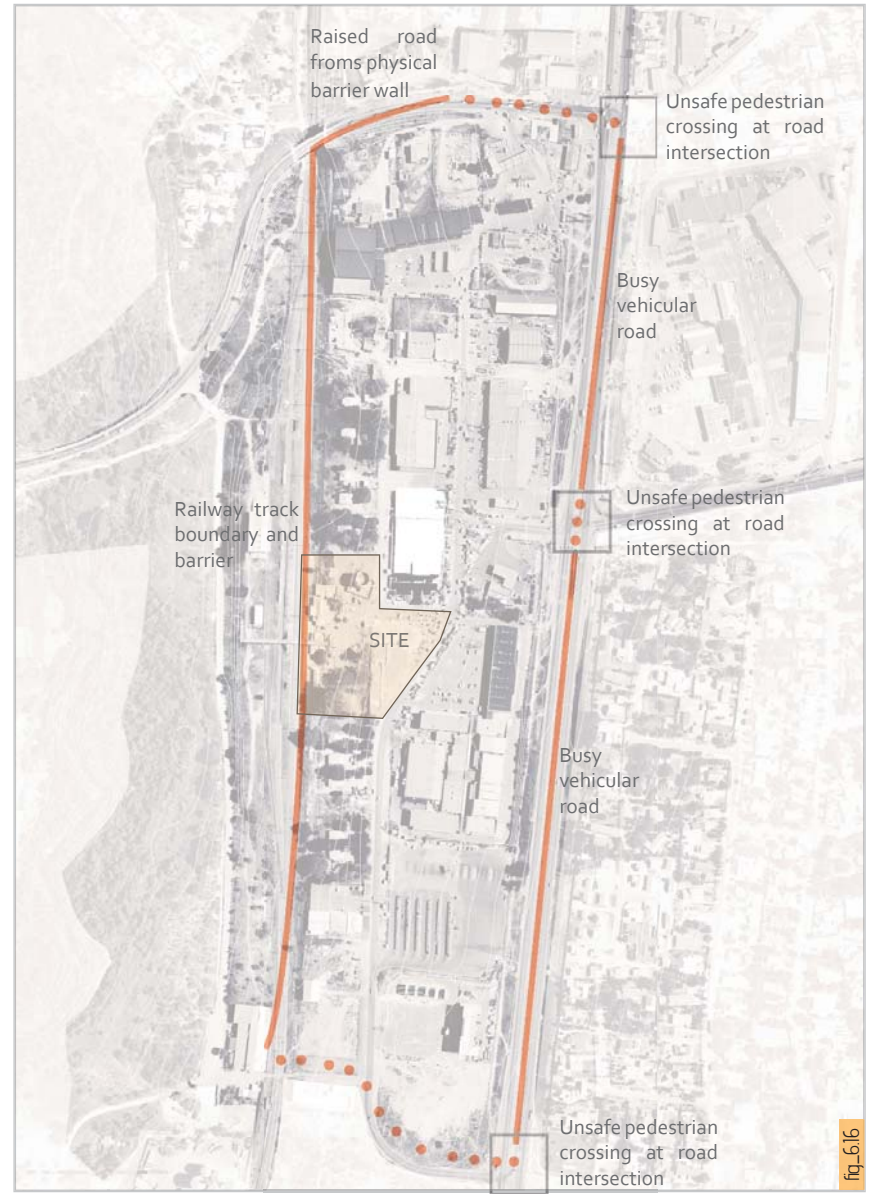 Raised road
froms physical
barrier wall
Unsafe pedestrian
crossing at road
intersection
Busy
vehicular
road
Unsafe pedestrian
crossing at road
intersection
Railway track
boundary and
barrier
SITE
Busy
vehicular
road
Unsafe pedestrian
crossing at road
intersection
fig_6.16